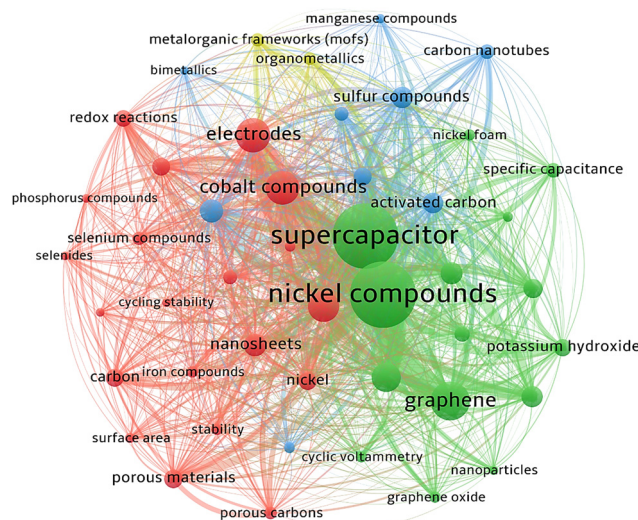 manganese compounds
metalorganic frameworks (mofs)
carbon nanotubes
organometallics
bimetallics
sulfur compounds
redox reactions
electrodes
nickel foam
specific capacitance
cobalt compounds
phosphorus compounds
activated carbon
selenium compounds
supercapacitor
selenides
nickel compounds
cycling stability
nanosheets
potassium hydroxide
iron compounds
carbon
nickel
graphene
stability
surface area
cyclic voltammetry
nanoparticles
porous materials
graphene oxide
porous carbons